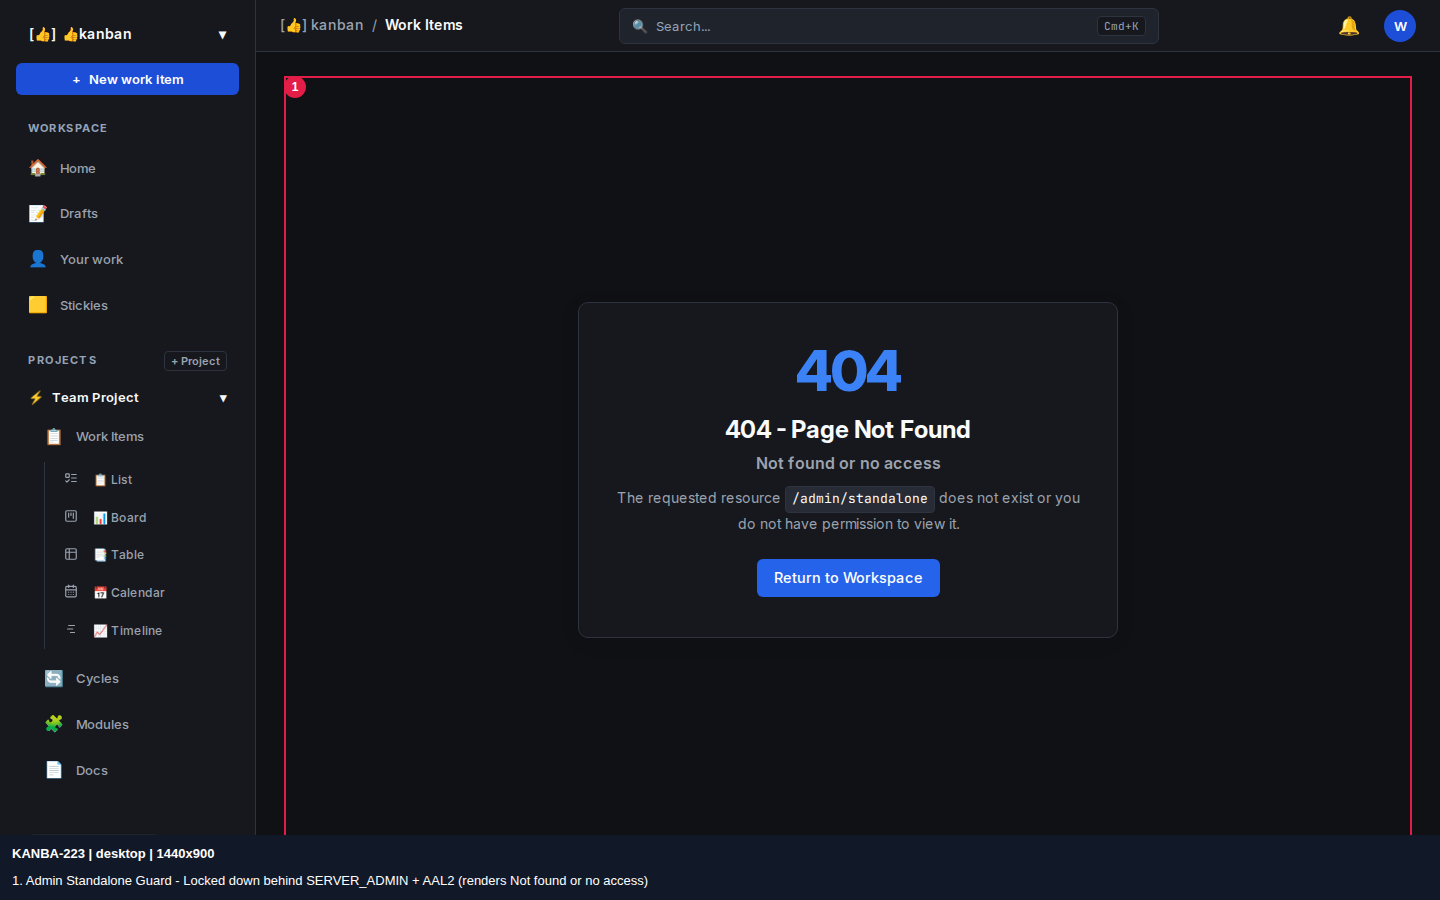 [👍] 👍kanban ▼
+ New work item
WORKSPACE
🏠 Home
📝 Drafts
👤 Your work
🟨 Stickies
PROJECTS + Project
⚡ Team Project ▼
📋 Work Items
📋 List
📊 Board
📑 Table
📅 Calendar
📈 Timeline
🔄 Cycles
🧩 Modules
📄 Docs
[👍] kanban / Work Items
🔍 Search... Cmd+K
🔔 W
1
404
404 - Page Not Found
Not found or no access
The requested resource /admin/standalone does not exist or you
do not have permission to view it.
Return to Workspace
KANBA-223 | desktop | 1440x900
1. Admin Standalone Guard - Locked down behind SERVER_ADMIN + AAL2 (renders Not found or no access)